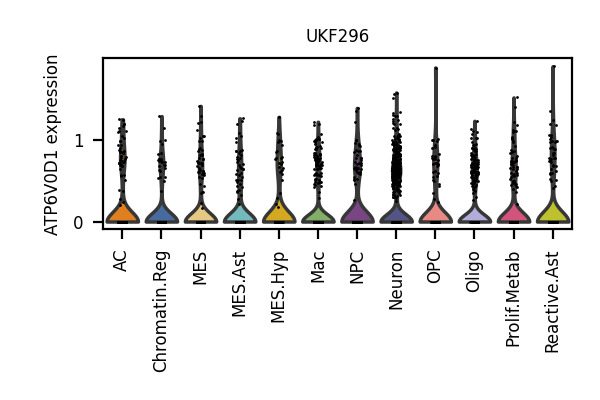 UKF296
ATP6V0D1 expression
1
0
AC
Chromatin.Reg
MES
MES.Ast
MES.Hyp
Mac
NPC
Neuron
OPC
Oligo
Prolif.Metab
Reactive.Ast